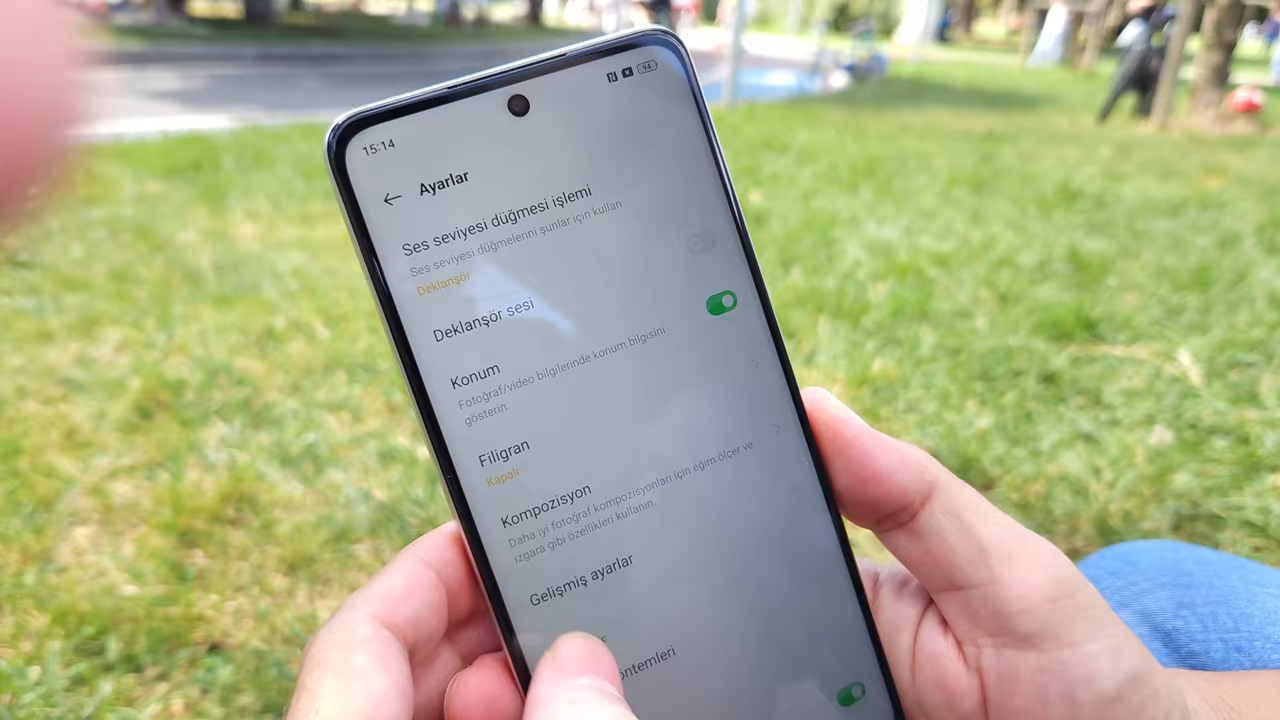 94
15:14
Ayarlar
Ses seviyesi düğmesi işlemi
Ses seviyesi düğmelerini şunlar için kullan
Deklanşör
Deklanşör sesi
Konum
Fotoğraf/video bilgilerinde konum bilgisini
gösterin.
Filigran
Kapalı
Kompozisyon
Daha iyi fotoğraf kompozisyonları için eğim ölçer ve
ızgara gibi özellikleri kullanın.
Gelişmiş ayarlar